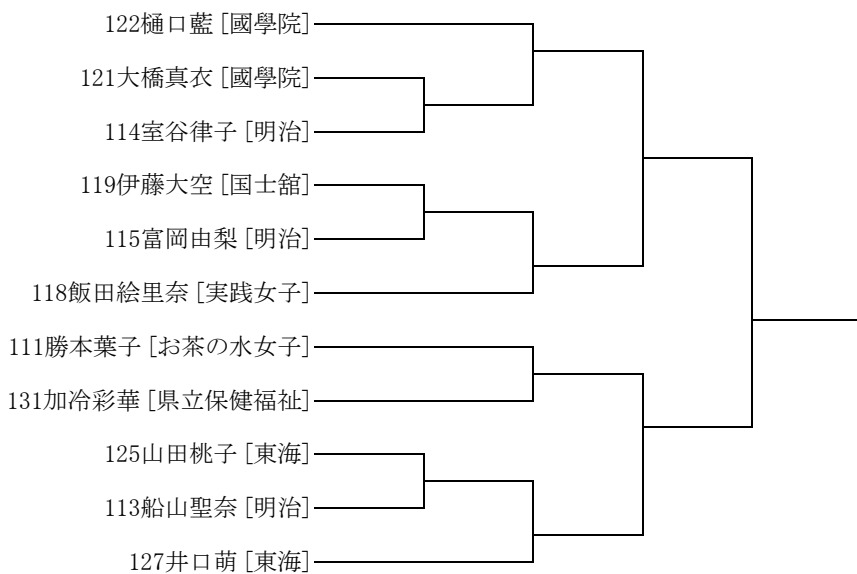 122樋口藍 [國學院]
121大橋真衣 [國學院]
114室谷律子 [明治]
119伊藤大空 [国士舘]
115富岡由梨 [明治]
118飯田絵里奈 [実践女子]
111勝本葉子 [お茶の水女子]
131加冷彩華 [県立保健福祉]
125山田桃子 [東海]
113船山聖奈 [明治]
127井口萌 [東海]